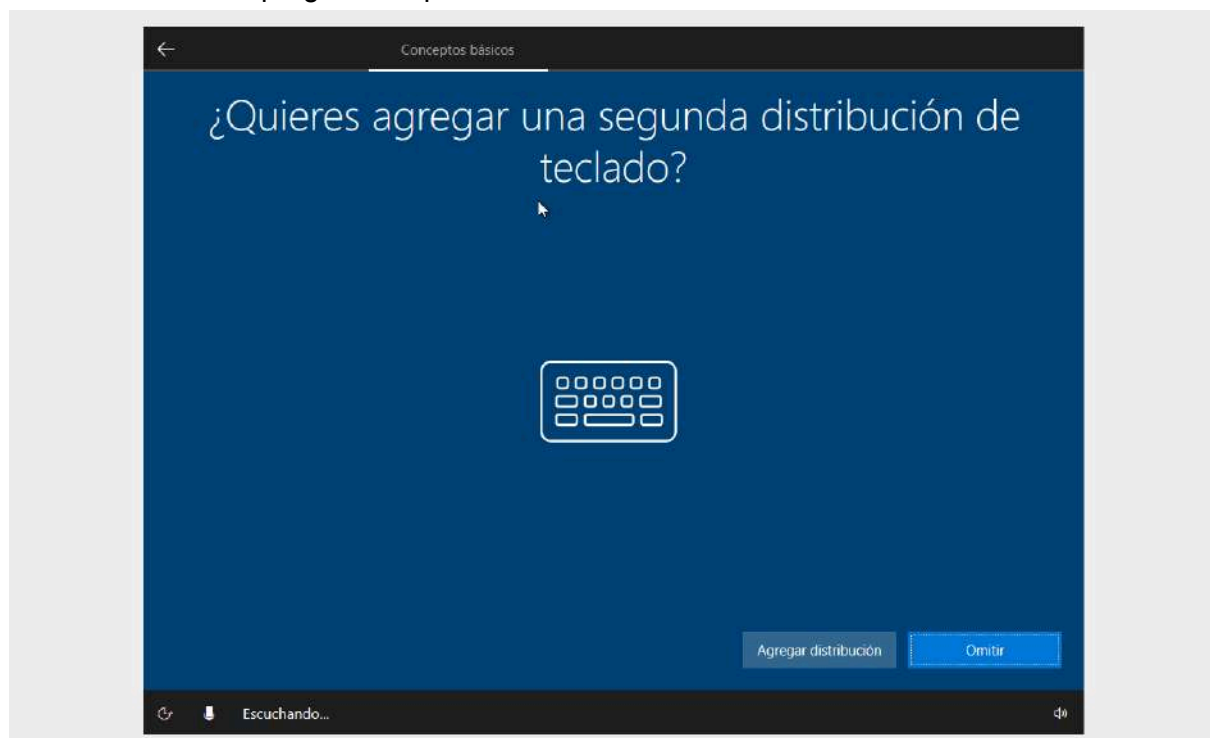 Conceptos básicos
¿Quieres agregar una segunda distribución de
teclado?
Agregar distribución
Omitir
Escuchando...